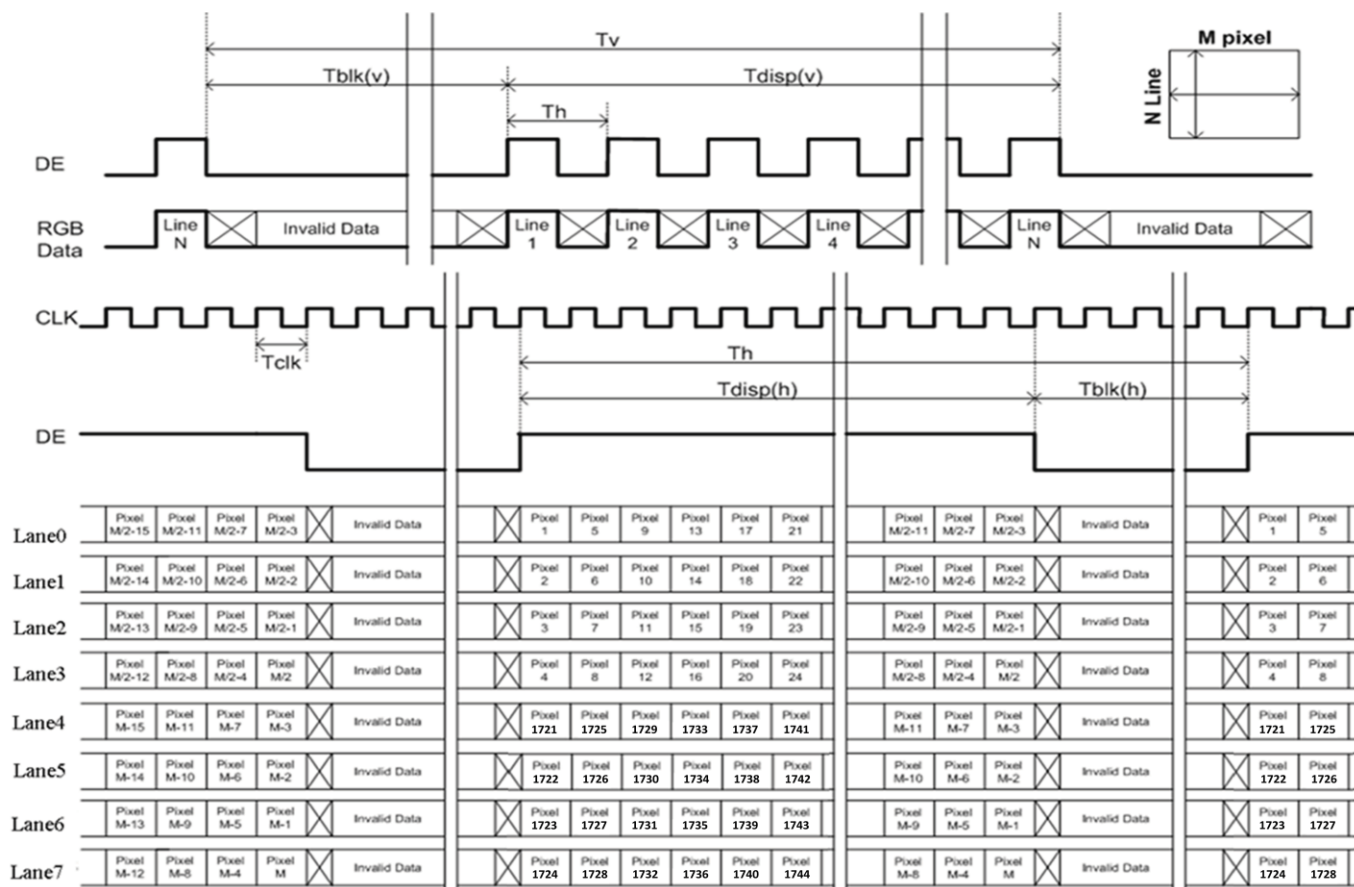 Tv
M pixel
Tblk(v)
Tdisp(v)
N Line
Th
DE
RGB Data
Line N
Invalid Data
Line 1
Line 2
Line 3
Line 4
Line N
Invalid Data
CLK
Tclk
Th
Tdisp(h)
Tblk(h)
DE
Lane0
Pixel M/2-15 Pixel M/2-11 Pixel M/2-7 Pixel M/2-3 Invalid Data Pixel 1 Pixel 5 Pixel 9 Pixel 13 Pixel 17 Pixel 21 Pixel M/2-11 Pixel M/2-7 Pixel M/2-3 Invalid Data Pixel 1 Pixel 5
Lane1
Pixel M/2-14 Pixel M/2-10 Pixel M/2-6 Pixel M/2-2 Invalid Data Pixel 2 Pixel 6 Pixel 10 Pixel 14 Pixel 18 Pixel 22 Pixel M/2-10 Pixel M/2-6 Pixel M/2-2 Invalid Data Pixel 2 Pixel 6
Lane2
Pixel M/2-13 Pixel M/2-9 Pixel M/2-5 Pixel M/2-1 Invalid Data Pixel 3 Pixel 7 Pixel 11 Pixel 15 Pixel 19 Pixel 23 Pixel M/2-9 Pixel M/2-5 Pixel M/2-1 Invalid Data Pixel 3 Pixel 7
Lane3
Pixel M/2-12 Pixel M/2-8 Pixel M/2-4 Pixel M/2 Invalid Data Pixel 4 Pixel 8 Pixel 12 Pixel 16 Pixel 20 Pixel 24 Pixel M/2-8 Pixel M/2-4 Pixel M/2 Invalid Data Pixel 4 Pixel 8
Lane4
Pixel M-15 Pixel M-11 Pixel M-7 Pixel M-3 Invalid Data Pixel 1721 Pixel 1725 Pixel 1729 Pixel 1733 Pixel 1737 Pixel 1741 Pixel M-11 Pixel M-7 Pixel M-3 Invalid Data Pixel 1721 Pixel 1725
Lane5
Pixel M-14 Pixel M-10 Pixel M-6 Pixel M-2 Invalid Data Pixel 1722 Pixel 1726 Pixel 1730 Pixel 1734 Pixel 1738 Pixel 1742 Pixel M-10 Pixel M-6 Pixel M-2 Invalid Data Pixel 1722 Pixel 1726
Lane6
Pixel M-13 Pixel M-9 Pixel M-5 Pixel M-1 Invalid Data Pixel 1723 Pixel 1727 Pixel 1731 Pixel 1735 Pixel 1739 Pixel 1743 Pixel M-9 Pixel M-5 Pixel M-1 Invalid Data Pixel 1723 Pixel 1727
Lane7
Pixel M-12 Pixel M-8 Pixel M-4 Pixel M Invalid Data Pixel 1724 Pixel 1728 Pixel 1732 Pixel 1736 Pixel 1740 Pixel 1744 Pixel M-8 Pixel M-4 Pixel M Invalid Data Pixel 1724 Pixel 1728